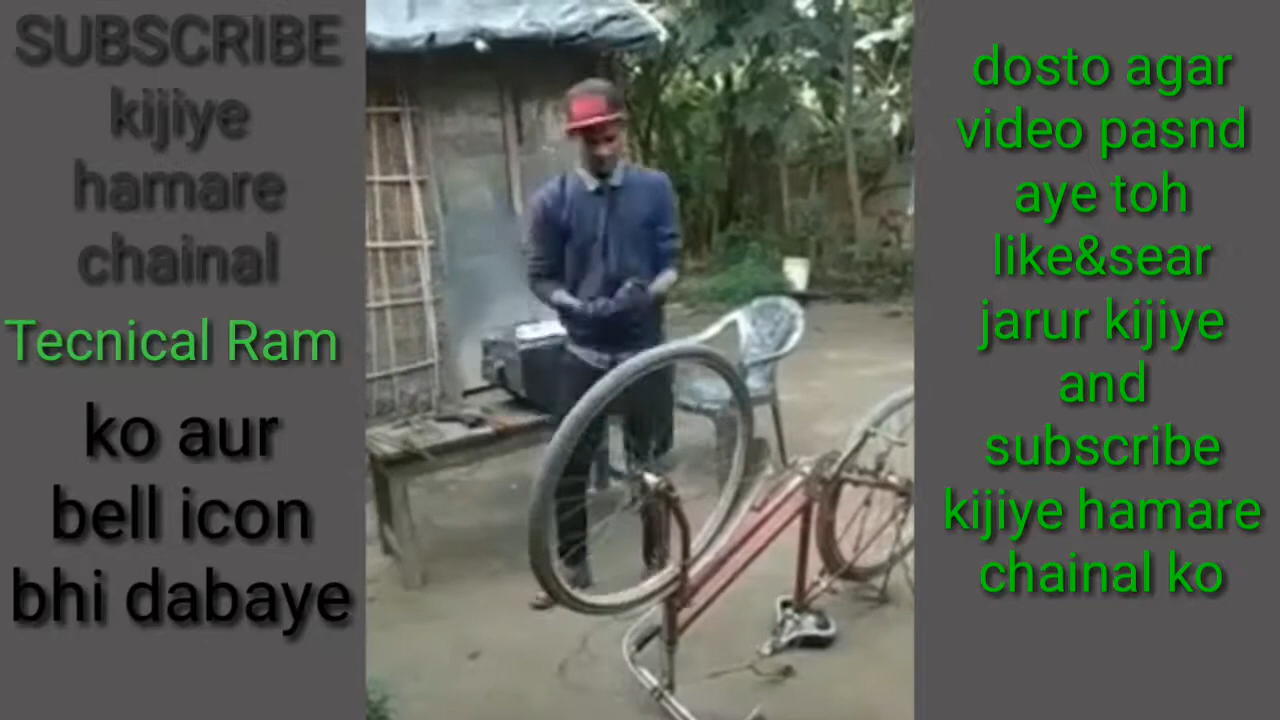 SUBSCRIBE
kijiye
hamare
chainal
Tecnical Ram
ko aur
bell icon
bhi dabaye
dosto agar
video pasnd
aye toh
like&sear
jarur kijiye
and
subscribe
kijiye hamare
chainal ko